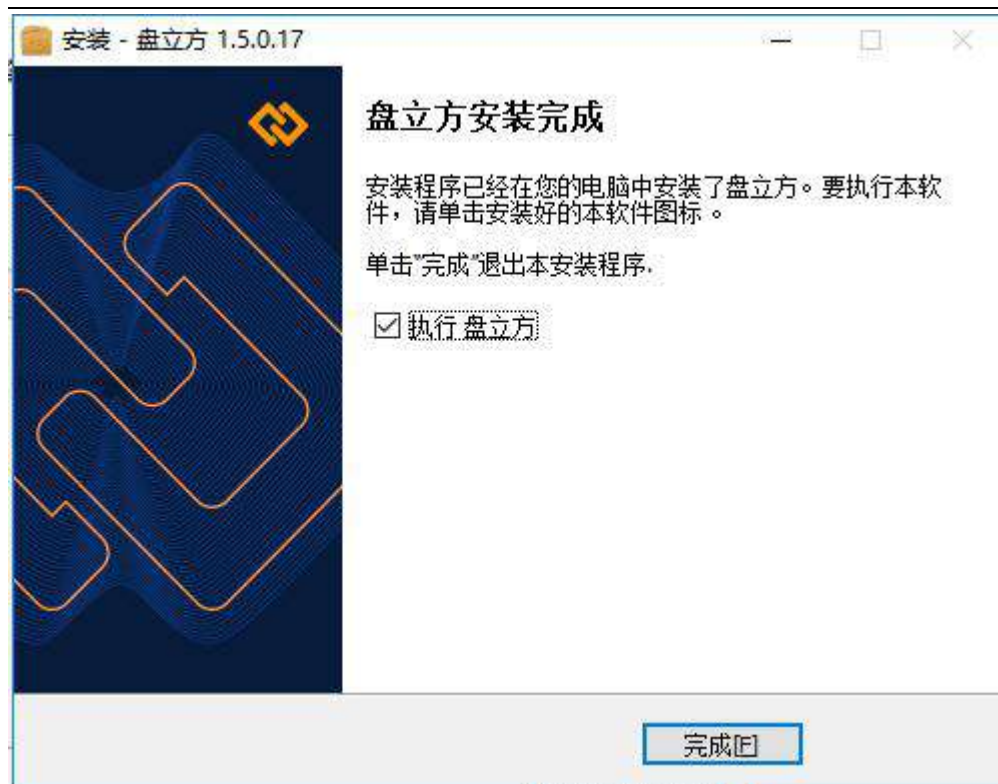 安装 - 盘立方 1.5.0.17
盘立方安装完成
安装程序已经在您的电脑中安装了盘立方。要执行本软
件，请单击安装好的本软件图标 。
单击"完成"退出本安装程序.
执行 盘立方
完成[F]